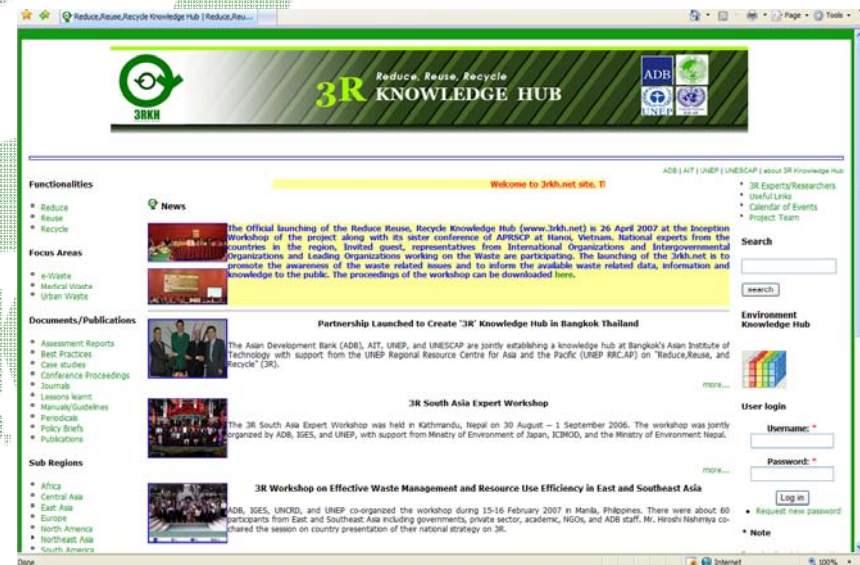 Reduce,Reuse,Recycle Knowledge Hub | Reduce,Reu...
Page
Tools
3RKH
3R
Reduce, Reuse, Recycle
KNOWLEDGE HUB
ADB
UNEP
ADB | AIT | UNEP | UNESCAP | about 3R Knowledge Hub
Welcome to 3rkh.net site. T
Functionalities
Reduce
Reuse
Recycle
Focus Areas
e-Waste
Medical Waste
Urban Waste
Documents/Publications
Assessment Reports
Best Practices
Case studies
Conference Proceedings
Journals
Lessons learnt
Manuals/Guidelines
Periodicals
Policy Briefs
Publications
Sub Regions
Africa
Central Asia
East Asia
Europe
North America
Northeast Asia
South America
News
The Official launching of the Reduce Reuse, Recycle Knowledge Hub (www.3rkh.net) is 26 April 2007 at the Inception
Workshop of the project along with its sister conference of APRSCP at Hanoi, Vietnam. National experts from the
countries in the region, Invited guest, representatives from International Organizations and Intergovernmental
Organizations and Leading Organizations working on the Waste are participating. The launching of the 3rkh.net is to
promote the awareness of the waste related issues and to inform the available waste related data, information and
knowledge to the public. The proceedings of the workshop can be downloaded here.
Partnership Launched to Create '3R' Knowledge Hub in Bangkok Thailand
The Asian Development Bank (ADB), AIT, UNEP, and UNESCAP are jointly establishing a knowledge hub at Bangkok's Asian Institute of
Technology with support from the UNEP Regional Resource Centre for Asia and the Pacific (UNEP RRC.AP) on "Reduce,Reuse, and
Recycle" (3R).
more...
3R South Asia Expert Workshop
The 3R South Asia Expert Workshop was held in Kathmandu, Nepal on 30 August – 1 September 2006. The workshop was jointly
organized by ADB, IGES, and UNEP, with support from Ministry of Environment of Japan, ICIMOD, and the Ministry of Environment Nepal.
more...
3R Workshop on Effective Waste Management and Resource Use Efficiency in East and Southeast Asia
ADB, IGES, UNCRD, and UNEP co-organized the workshop during 15-16 February 2007 in Manila, Philippines. There were about 60
participants from East and Southeast Asia including governments, private sector, academic, NGOs, and ADB staff. Mr. Hiroshi Nishimiya co-
chaired the session on country presentation of their national strategy on 3R.
3R Experts/Researchers
Useful Links
Calendar of Events
Project Team
Search
search
Environment
Knowledge Hub
User login
Username: *
Password: *
Log in
Request new password
* Note
Done
Internet
100%